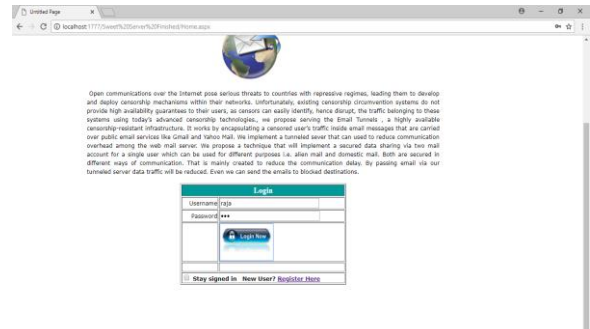 Untitled Page
localhost:1777/Sweet%20Server%20Finished/Home.aspx
Open communications over the Internet pose serious threats to countries with repressive regimes, leading them to develop
and deploy censorship mechanisms within their networks. Unfortunately, existing censorship circumvention systems do not
provide high availability guarantees to their users, as censors can easily identify, hence disrupt, the traffic belonging to these
systems using today's advanced censorship technologies., we propose serving the Email Tunnels , a highly available
censorship-resistant infrastructure. It works by encapsulating a censored user's traffic inside email messages that are carried
over public email services like Gmail and Yahoo Mail. We implement a tunneled sever that can used to reduce communication
overhead among the web mail server. We propose a technique that will implement a secured data sharing via two mail
account for a single user which can be used for different purposes i.e. alien mail and domestic mail. Both are secured in
different ways of communication. That is mainly created to reduce the communication delay. By passing email via our
tunneled server data traffic will be reduced. Even we can send the emails to blocked destinations.
Login
Username raja
Password •••
Login Now
Stay signed in New User? Register Here